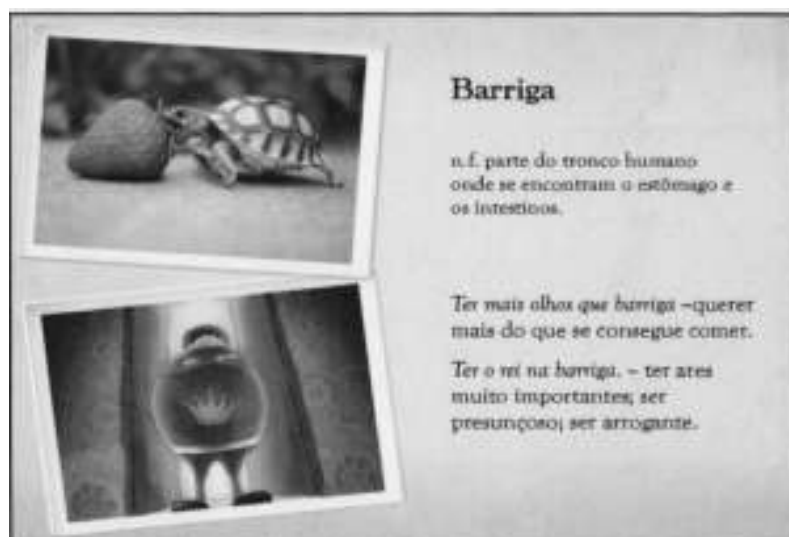 Barriga
n.f. parte do tronco humano
onde se encontram o estômago e
os intestinos.
Ter mais olhos que barriga –querer
mais do que se consegue comer.
Ter o rei na barriga. – ter ares
muito importantes; ser
presunçoso; ser arrogante.